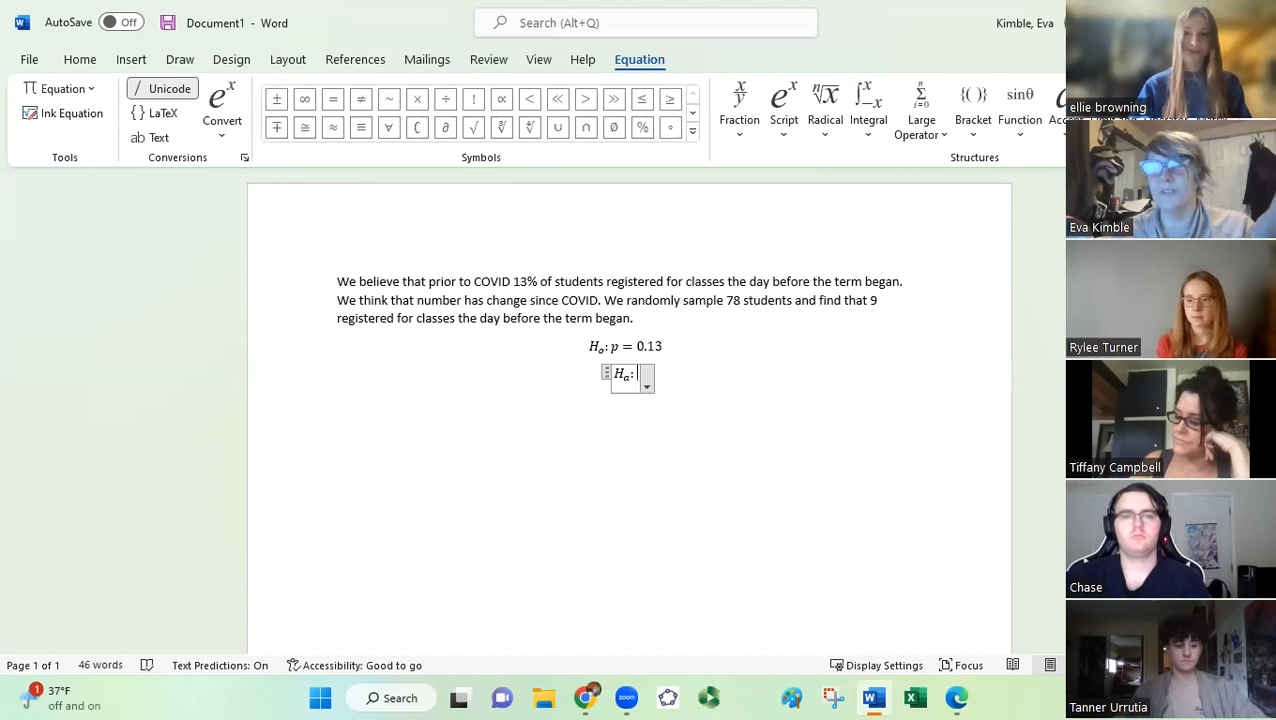 AutoSave Off Document1 - Word Search (Alt+Q) Kimble, Eva
File Home Insert Draw Design Layout References Mailings Review View Help Equation
Equation
Ink Equation
Tools
Unicode
LaTeX
Text
Convert
Conversions
± ∞ = ≠ ~ × ÷ ! ∝ < ≪ > ≫ ≤ ≥
∓ ≅ ≈ ≡ ∀ ∁ ∂ √ ∛ ∜ ∪ ∩ ∅ % °
Symbols
Fraction Script Radical Integral Large Operator Bracket Function
Structures
We believe that prior to COVID 13% of students registered for classes the day before the term began.
We think that number has change since COVID. We randomly sample 78 students and find that 9
registered for classes the day before the term began.
Hₒ: p = 0.13
Hₐ:
Page 1 of 1 46 words Text Predictions: On Accessibility: Good to go Display Settings Focus
1 37°F
off and on
Search
zoom
ellie browning
Eva Kimble
Rylee Turner
Tiffany Campbell
Chase
Tanner Urrutia